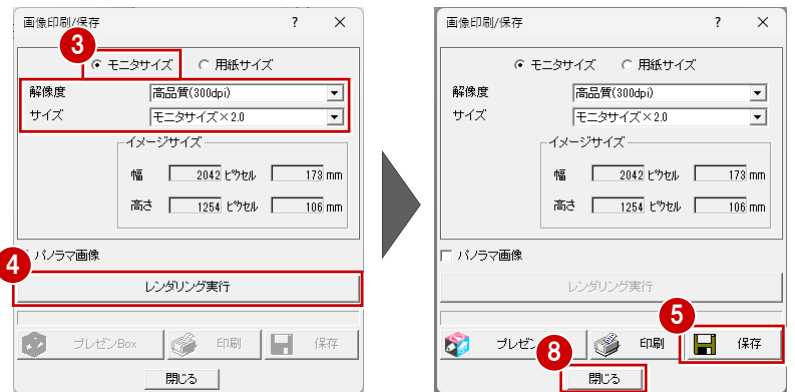 画像印刷/保存 ? ×
3
モニタサイズ 用紙サイズ
解像度 高品質(300dpi)
サイズ モニタサイズ×2.0
イメージサイズ
幅 2042 ピクセル 173 mm
高さ 1254 ピクセル 106 mm
パノラマ画像
4
レンダリング実行
プレゼンBox 印刷 保存
閉じる
画像印刷/保存 ? ×
モニタサイズ 用紙サイズ
解像度 高品質(300dpi)
サイズ モニタサイズ×2.0
イメージサイズ
幅 2042 ピクセル 173 mm
高さ 1254 ピクセル 106 mm
パノラマ画像
レンダリング実行
5
プレゼン 印刷 保存
8
閉じる